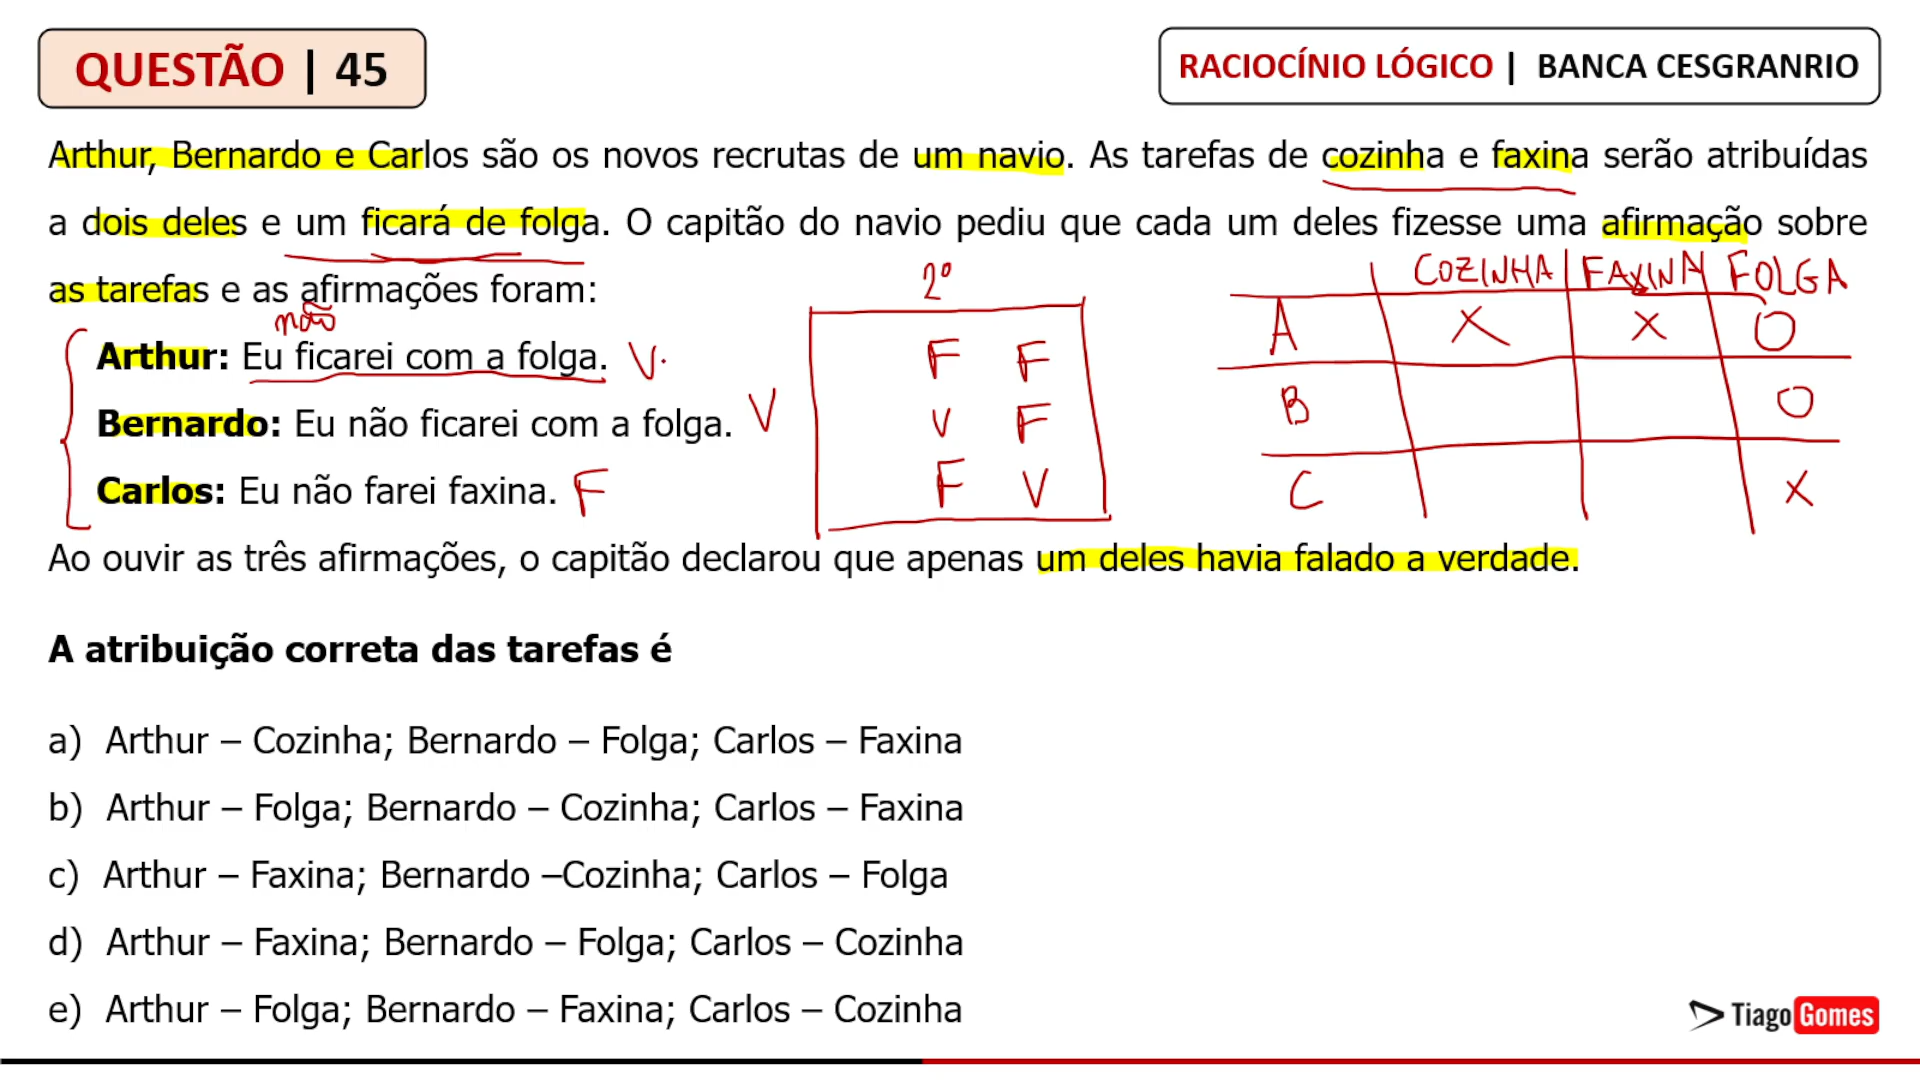 QUESTÃO | 45
RACIOCÍNIO LÓGICO | BANCA CESGRANRIO
Arthur, Bernardo e Carlos são os novos recrutas de um navio. As tarefas de cozinha e faxina serão atribuídas
a dois deles e um ficará de folga. O capitão do navio pediu que cada um deles fizesse uma afirmação sobre
as tarefas e as afirmações foram:
não
Arthur: Eu ficarei com a folga. V.
Bernardo: Eu não ficarei com a folga. V
Carlos: Eu não farei faxina. F
2º
F F
V F
F V
COZINHA FAXINA FOLGA
A X X O
B O
C X
Ao ouvir as três afirmações, o capitão declarou que apenas um deles havia falado a verdade.
A atribuição correta das tarefas é
a) Arthur – Cozinha; Bernardo – Folga; Carlos – Faxina
b) Arthur – Folga; Bernardo – Cozinha; Carlos – Faxina
c) Arthur – Faxina; Bernardo –Cozinha; Carlos – Folga
d) Arthur – Faxina; Bernardo – Folga; Carlos – Cozinha
e) Arthur – Folga; Bernardo – Faxina; Carlos – Cozinha
Tiago Gomes